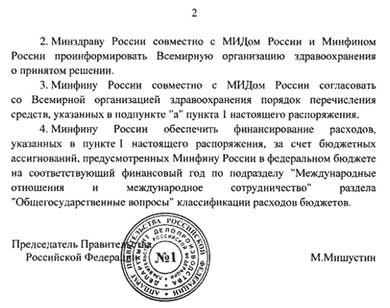 2
2. Минздраву России совместно с МИДом России и Минфином
России проинформировать Всемирную организацию здравоохранения
о принятом решении.
3. Минфину России совместно с МИДом России согласовать
со Всемирной организацией здравоохранения порядок перечисления
средств, указанных в подпункте "а" пункта 1 настоящего распоряжения.
4. Минфину России обеспечить финансирование расходов,
указанных в пункте 1 настоящего распоряжения, за счет бюджетных
ассигнований, предусмотренных Минфину России в федеральном бюджете
на соответствующий финансовый год по подразделу "Международные
отношения и международное сотрудничество" раздела
"Общегосударственные вопросы" классификации расходов бюджетов.
Председатель Правительства
Российской Федерации
М.Мишустин
АППАРАТ ПРАВИТЕЛЬСТВА РОССИЙСКОЙ ФЕДЕРАЦИИ
ДЕЛОПРОИЗВОДСТВА
№1